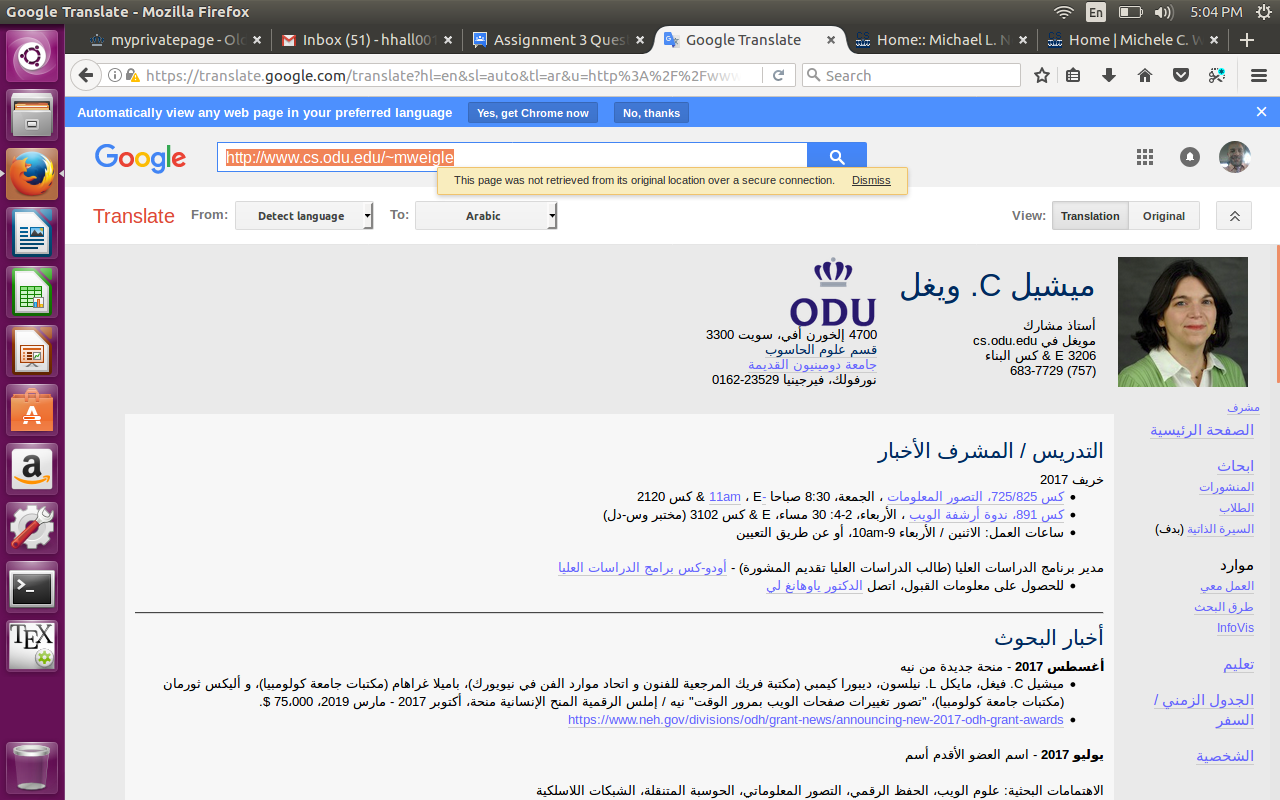 Google Translate - Mozilla Firefox
En
5:04 PM
myprivatepage - Old
Inbox (51) - hhall001
Assignment 3 Quest
Google Translate
Home:: Michael L. N
Home | Michele C. W
https://translate.google.com/translate?hl=en&sl=auto&tl=ar&u=http%3A%2F%2Fwww
Search
Automatically view any web page in your preferred language
Yes, get Chrome now
No, thanks
Google
http://www.cs.odu.edu/~mweigle
This page was not retrieved from its original location over a secure connection.
Dismiss
Translate
From:
Detect language
To:
Arabic
View:
Translation
Original
ميشيل C. ويغل
أستاذ مشارك
مويغل في cs.odu.edu
3206 E & كس البناء
(757) 683-7729
ODU
4700 إلخورن أفي، سويت 3300
قسم علوم الحاسوب
جامعة دومينيون القديمة
نورفولك، فيرجينيا 23529-0162
مشرف
الصفحة الرئيسية
ابحاث
المنشورات
الطلاب
السيرة الذاتية (بدف)
موارد
العمل معي
طرق البحث
InfoVis
تعليم
الجدول الزمني /
السفر
الشخصية
التدريس / المشرف الأخبار
خريف 2017
كس 725/825، التصور المعلومات ، الجمعة، 8:30 صباحا -11am ، E & كس 2120
كس 891، ندوة أرشفة الويب ، الأربعاء، 2-4: 30 مساء، E & كس 3102 (مختبر وس-دل)
ساعات العمل: الاثنين / الأربعاء 9-10am، أو عن طريق التعيين
مدير برنامج الدراسات العليا (طالب الدراسات العليا تقديم المشورة) - أودو-كس برامج الدراسات العليا
للحصول على معلومات القبول، اتصل الدكتور ياوهانغ لي
أخبار البحوث
أغسطس 2017 - منحة جديدة من نيه
ميشيل C. فيغل، مايكل L. نيلسون، ديبورا كيمبي (مكتبة فريك المرجعية للفنون و اتحاد موارد الفن في نيويورك)، باميلا غراهام (مكتبات جامعة كولومبيا)، و أليكس ثورمان
(مكتبات جامعة كولومبيا)، "تصور تغييرات صفحات الويب بمرور الوقت" نيه / إملس الرقمية المنح الإنسانية منحة، أكتوبر 2017 - مارس 2019، 75،000 $.
https://www.neh.gov/divisions/odh/grant-news/announcing-new-2017-odh-grant-awards
يوليو 2017 - اسم العضو الأقدم أسم
الاهتمامات البحثية: علوم الويب، الحفظ الرقمي، التصور المعلوماتي، الحوسبة المتنقلة، الشبكات اللاسلكية
TEX